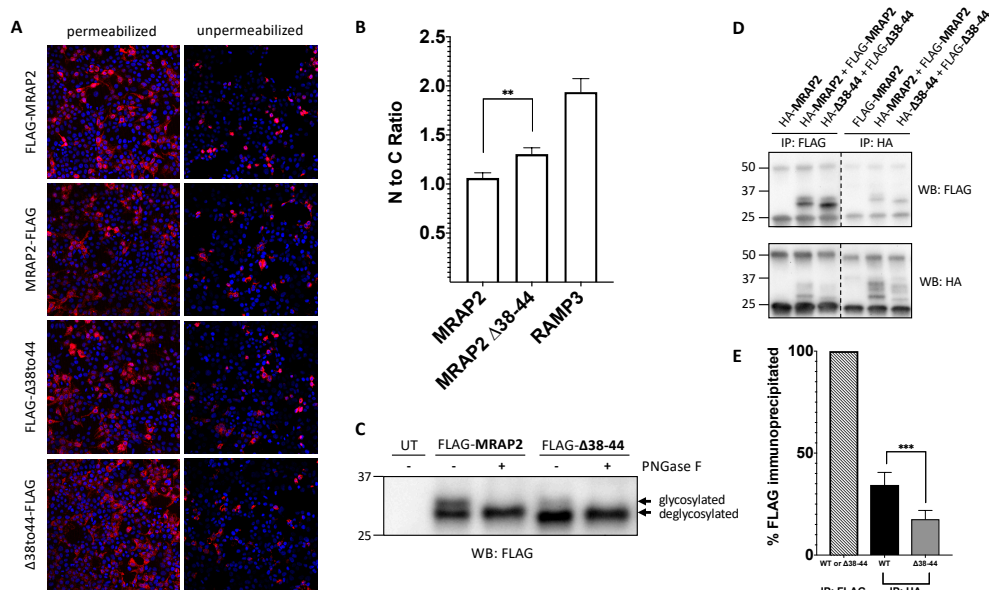 A
permeabilized
unpermeabilized
FLAG-MRAP2
MRAP2-FLAG
FLAG-Δ38to44
Δ38to44-FLAG
B
N to C Ratio
2.5
2.0
1.5
1.0
0.5
**
MRAP2
MRAP2 Δ38-44
RAMP3
C
UT
FLAG-MRAP2
FLAG-Δ38-44
- - + - +
PNGase F
37
25
glycosylated
deglycosylated
WB: FLAG
D
HA-MRAP2
HA-MRAP2 + FLAG-MRAP2
HA-Δ38-44 + FLAG-Δ38-44
FLAG-MRAP2
HA-MRAP2 + FLAG-MRAP2
HA-Δ38-44 + FLAG-Δ38-44
IP: FLAG
IP: HA
50
37
25
WB: FLAG
50
37
25
WB: HA
E
% FLAG immunoprecipitated
100
50
0
***
WT or Δ38-44
WT
Δ38-44
IP: FLAG
IP: HA